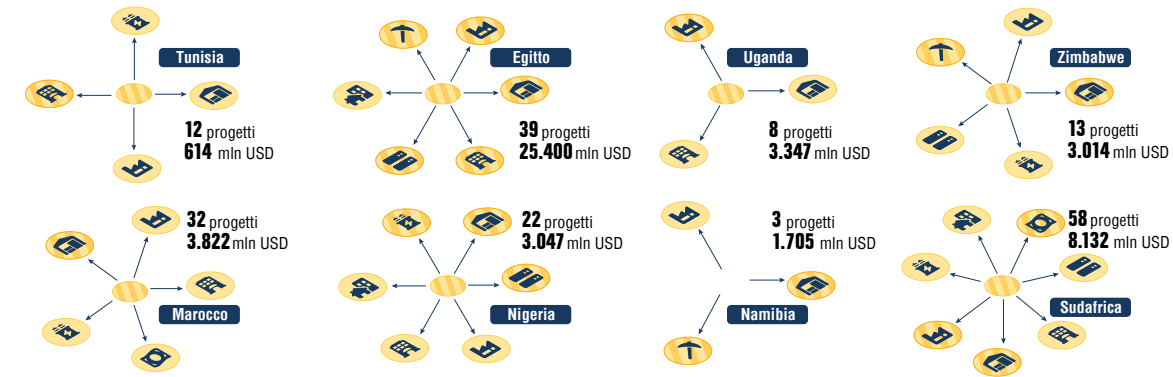 Tunisia
12 progetti
614 mln USD
Egitto
39 progetti
25.400 mln USD
Uganda
8 progetti
3.347 mln USD
Zimbabwe
13 progetti
3.014 mln USD
32 progetti
3.822 mln USD
Marocco
22 progetti
3.047 mln USD
Nigeria
3 progetti
1.705 mln USD
Namibia
58 progetti
8.132 mln USD
Sudafrica